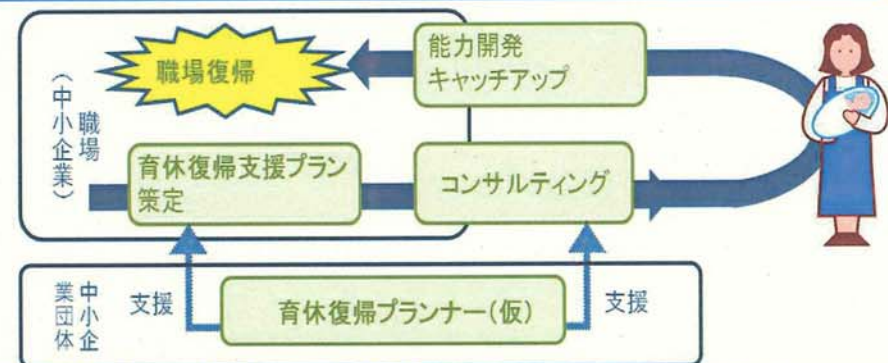 職場復帰
能力開発
キャッチアップ
職場
（中小企業）
育休復帰支援プラン
策定
コンサルティング
中小企
業団体
支援
育休復帰プランナー（仮）
支援